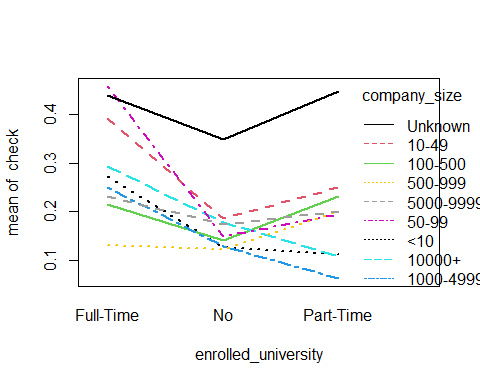 company_size
Unknown
10-49
100-500
500-999
5000-9999
50-99
<10
10000+
1000-4999
mean of check
0.4
0.3
0.2
0.1
Full-Time No Part-Time
enrolled_university